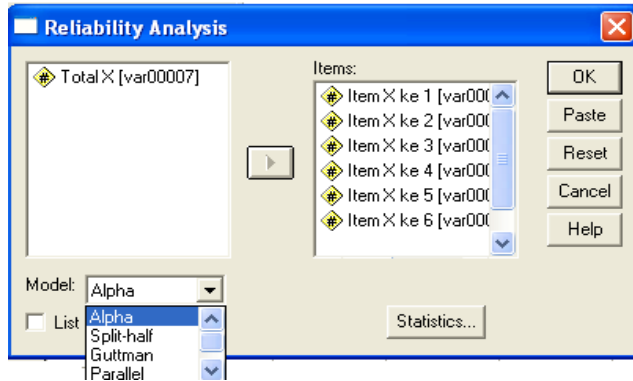 Reliability Analysis
Total X [var00007]
Items:
Item X ke 1 [var00
Item X ke 2 [var00
Item X ke 3 [var00
Item X ke 4 [var00
Item X ke 5 [var00
Item X ke 6 [var00
OK
Paste
Reset
Cancel
Help
Model:
Alpha
List
Alpha
Split-half
Guttman
Parallel
Statistics...